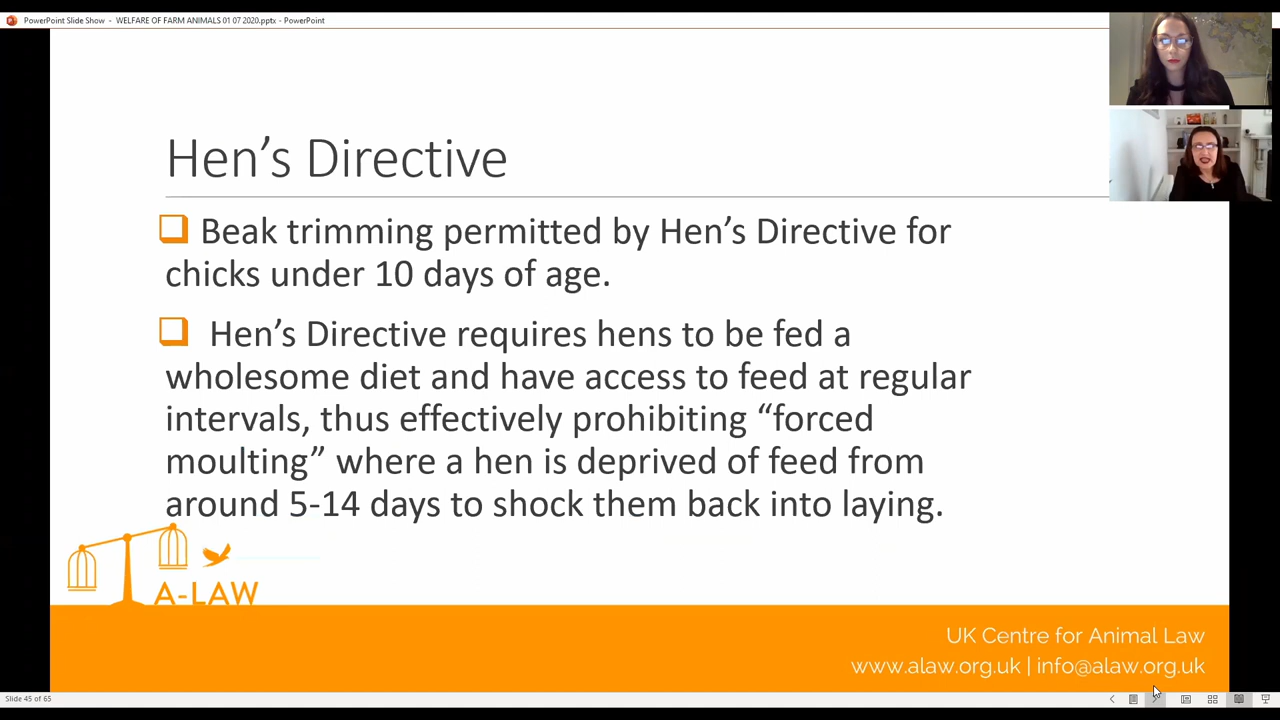 PowerPoint Slide Show - WELFARE OF FARM ANIMALS 01 07 2020.pptx - PowerPoint
Hen’s Directive
Beak trimming permitted by Hen’s Directive for
chicks under 10 days of age.
Hen’s Directive requires hens to be fed a
wholesome diet and have access to feed at regular
intervals, thus effectively prohibiting “forced
moulting” where a hen is deprived of feed from
around 5-14 days to shock them back into laying.
A-LAW
UK Centre for Animal Law
www.alaw.org.uk | info@alaw.org.uk
Slide 45 of 65